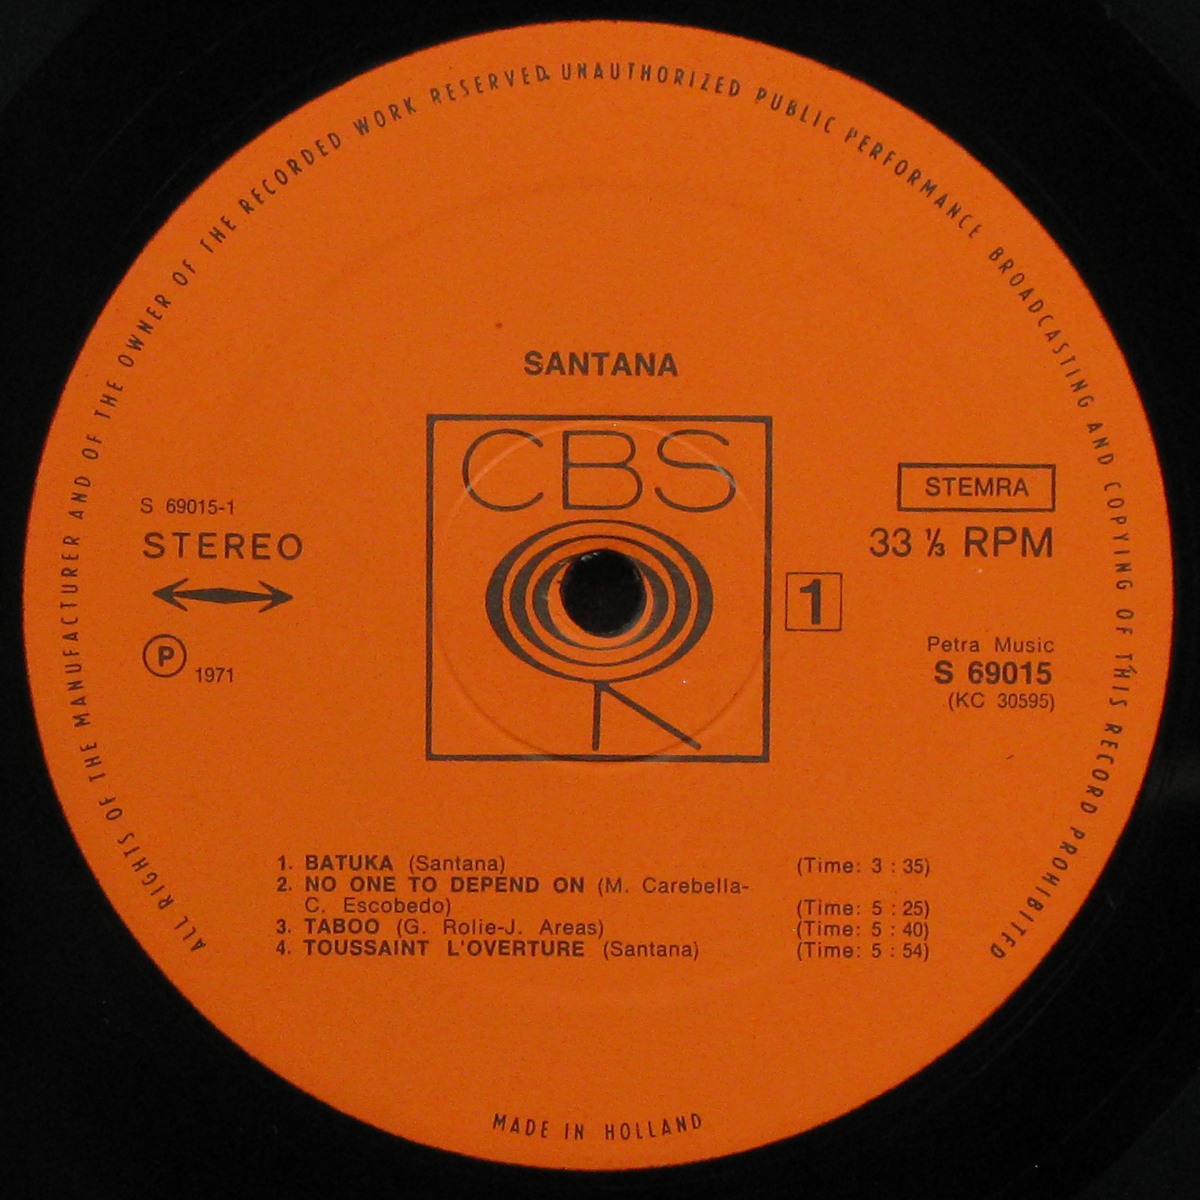 ALL RIGHTS OF THE MANUFACTURER AND OF THE OWNER OF THE RECORDED WORK RESERVED. UNAUTHORIZED PUBLIC PERFORMANCE BROADCASTING AND COPYING OF THIS RECORD PROHIBITED
SANTANA
CBS
S 69015-1
STEREO
℗ 1971
STEMRA
33 ⅓ RPM
1
Petra Music
S 69015
(KC 30595)
1. BATUKA (Santana) (Time: 3 : 35)
2. NO ONE TO DEPEND ON (M. Carebella-
C. Escobedo) (Time: 5 : 25)
3. TABOO (G. Rolie-J. Areas) (Time: 5 : 40)
4. TOUSSAINT L'OVERTURE (Santana) (Time: 5 : 54)
MADE IN HOLLAND